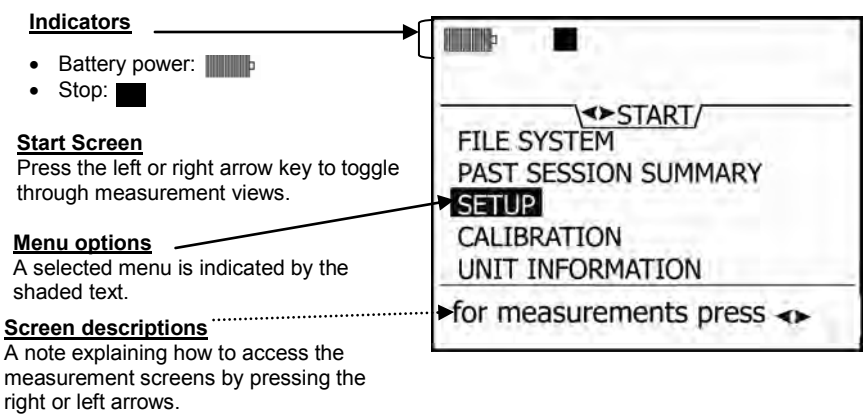 Indicators
• Battery power:
• Stop:
Start Screen
Press the left or right arrow key to toggle
through measurement views.
Menu options
A selected menu is indicated by the
shaded text.
Screen descriptions
A note explaining how to access the
measurement screens by pressing the
right or left arrows.
◄►START
FILE SYSTEM
PAST SESSION SUMMARY
SETUP
CALIBRATION
UNIT INFORMATION
for measurements press ◄►